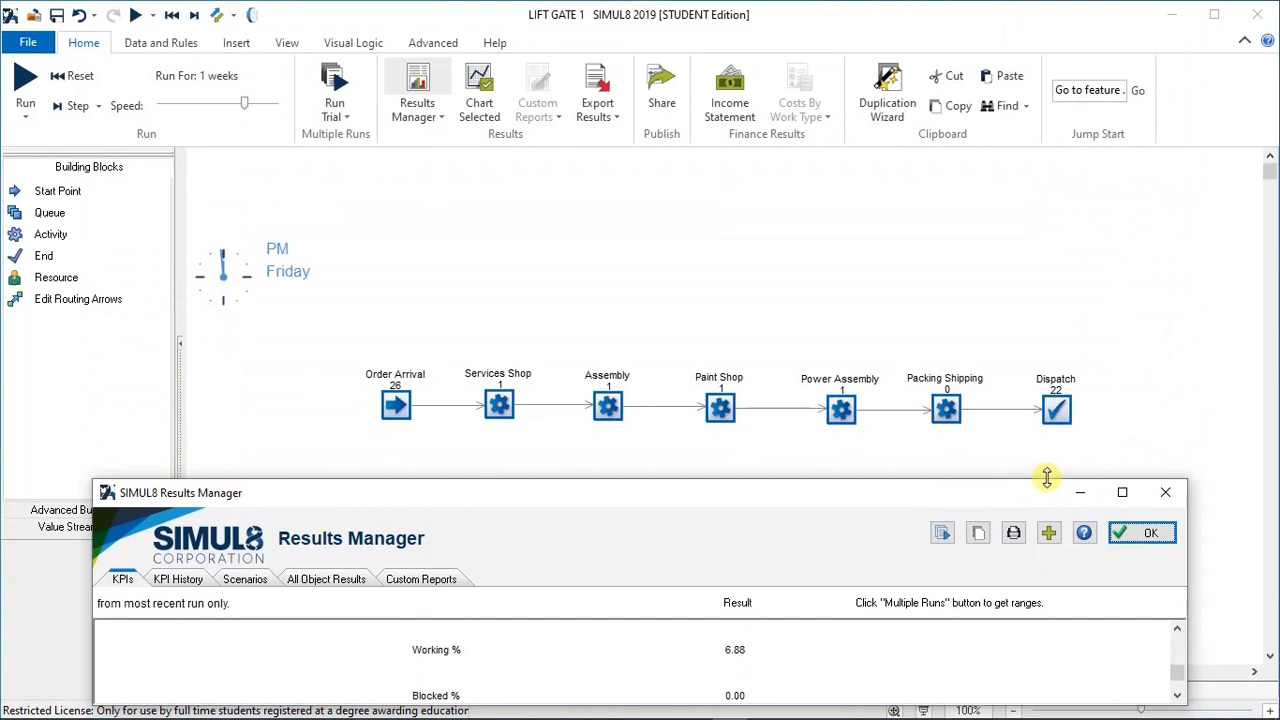 LIFT GATE 1    SIMUL8 2019 [STUDENT Edition]
File Home Data and Rules Insert View Visual Logic Advanced Help
Run
Reset
Step
Run For: 1 weeks
Speed:
Run
Run Trial
Multiple Runs
Results Manager
Chart Selected
Custom Reports
Export Results
Results
Share
Publish
Income Statement
Costs By Work Type
Finance Results
Duplication Wizard
Cut
Paste
Copy
Find
Clipboard
Go to feature . Go
Jump Start
Building Blocks
Start Point
Queue
Activity
End
Resource
Edit Routing Arrows
Advanced Bu
Value Stream
PM
Friday
Order Arrival
26
Services Shop
1
Assembly
1
Paint Shop
1
Power Assembly
1
Packing Shipping
0
Dispatch
22
SIMUL8 Results Manager
SIMUL8
CORPORATION
Results Manager
OK
KPIs KPI History Scenarios All Object Results Custom Reports
from most recent run only. Result Click "Multiple Runs" button to get ranges.
Working % 6.88
Blocked % 0.00
Restricted License: Only for use by full time students registered at a degree awarding education
100%